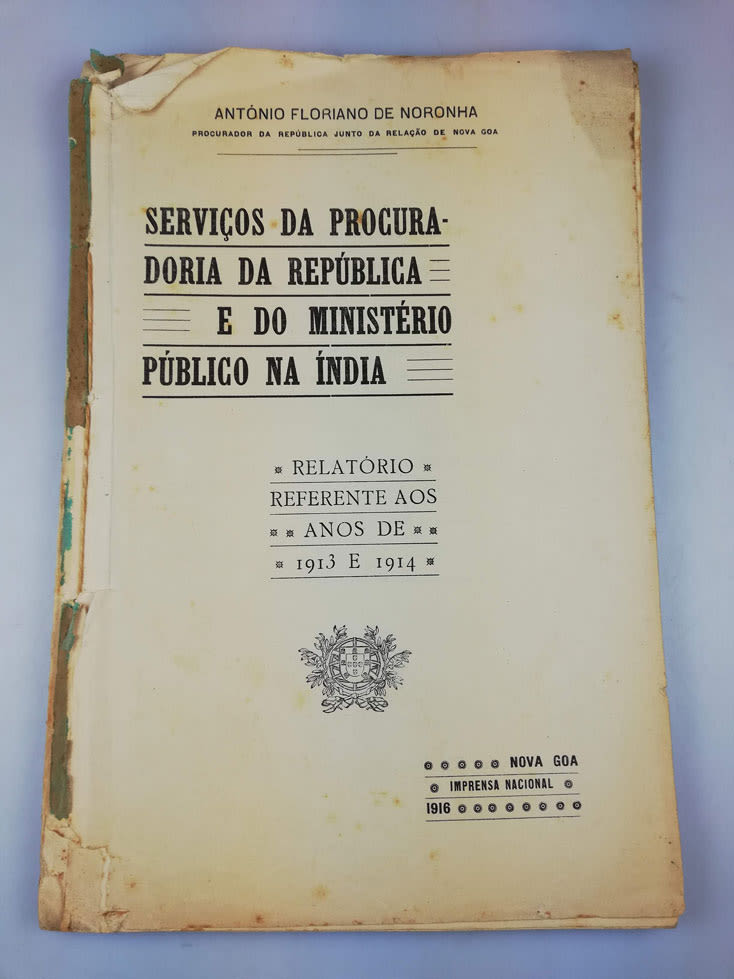 ANTÓNIO FLORIANO DE NORONHA
PROCURADOR DA REPÚBLICA JUNTO DA RELAÇÃO DE NOVA GOA
SERVIÇOS DA PROCURA-
DORIA DA REPÚBLICA
E DO MINISTÉRIO
PÚBLICO NA ÍNDIA
RELATÓRIO
REFERENTE AOS
ANOS DE
1913 E 1914
NOVA GOA
IMPRENSA NACIONAL
1916